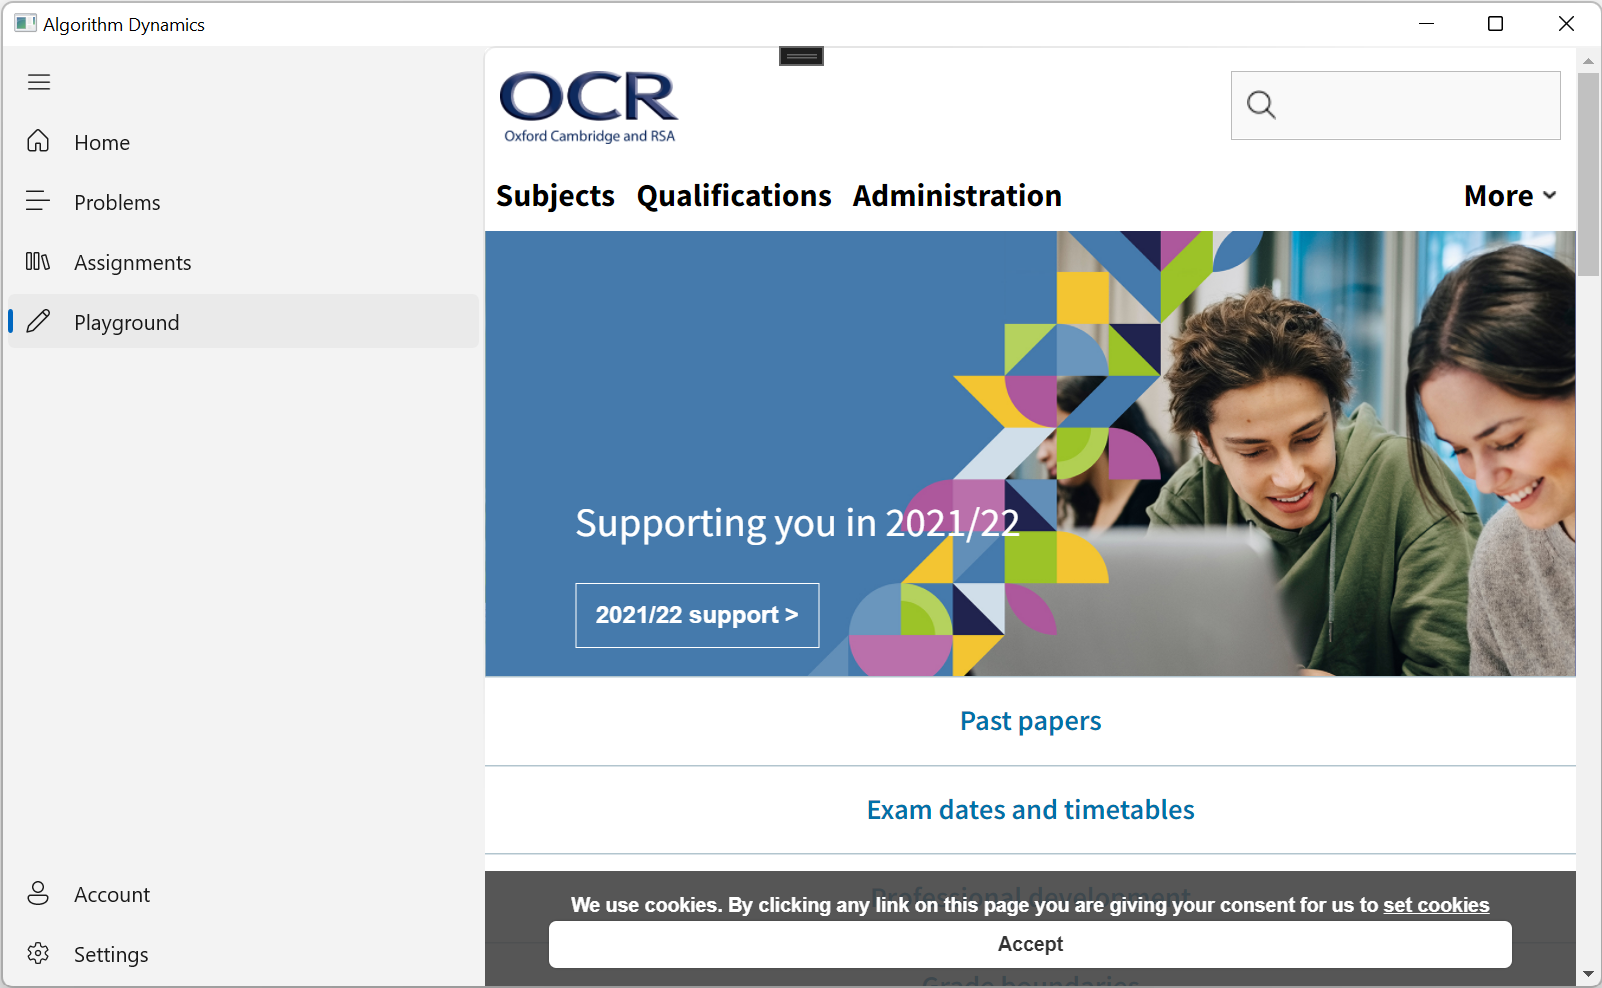 Algorithm Dynamics
Home
Problems
Assignments
Playground
Account
Settings
OCR
Oxford Cambridge and RSA
Subjects Qualifications Administration More
Supporting you in 2021/22
2021/22 support >
Past papers
Exam dates and timetables
Professional development
We use cookies. By clicking any link on this page you are giving your consent for us to set cookies
Accept
Grade boundaries